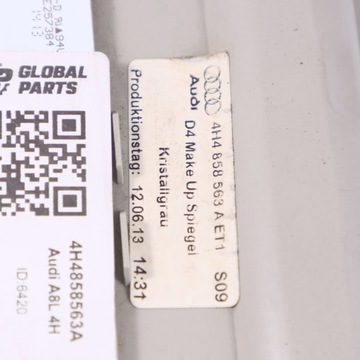 GLOBAL
PARTS
4H4858563A
Audi A8L 4H
ID:6420
4H4 858 563 A ET1 S09
Audi D4 Make Up Spiegel
Kristallgrau
Produktionstag: 12.06.13 14:31